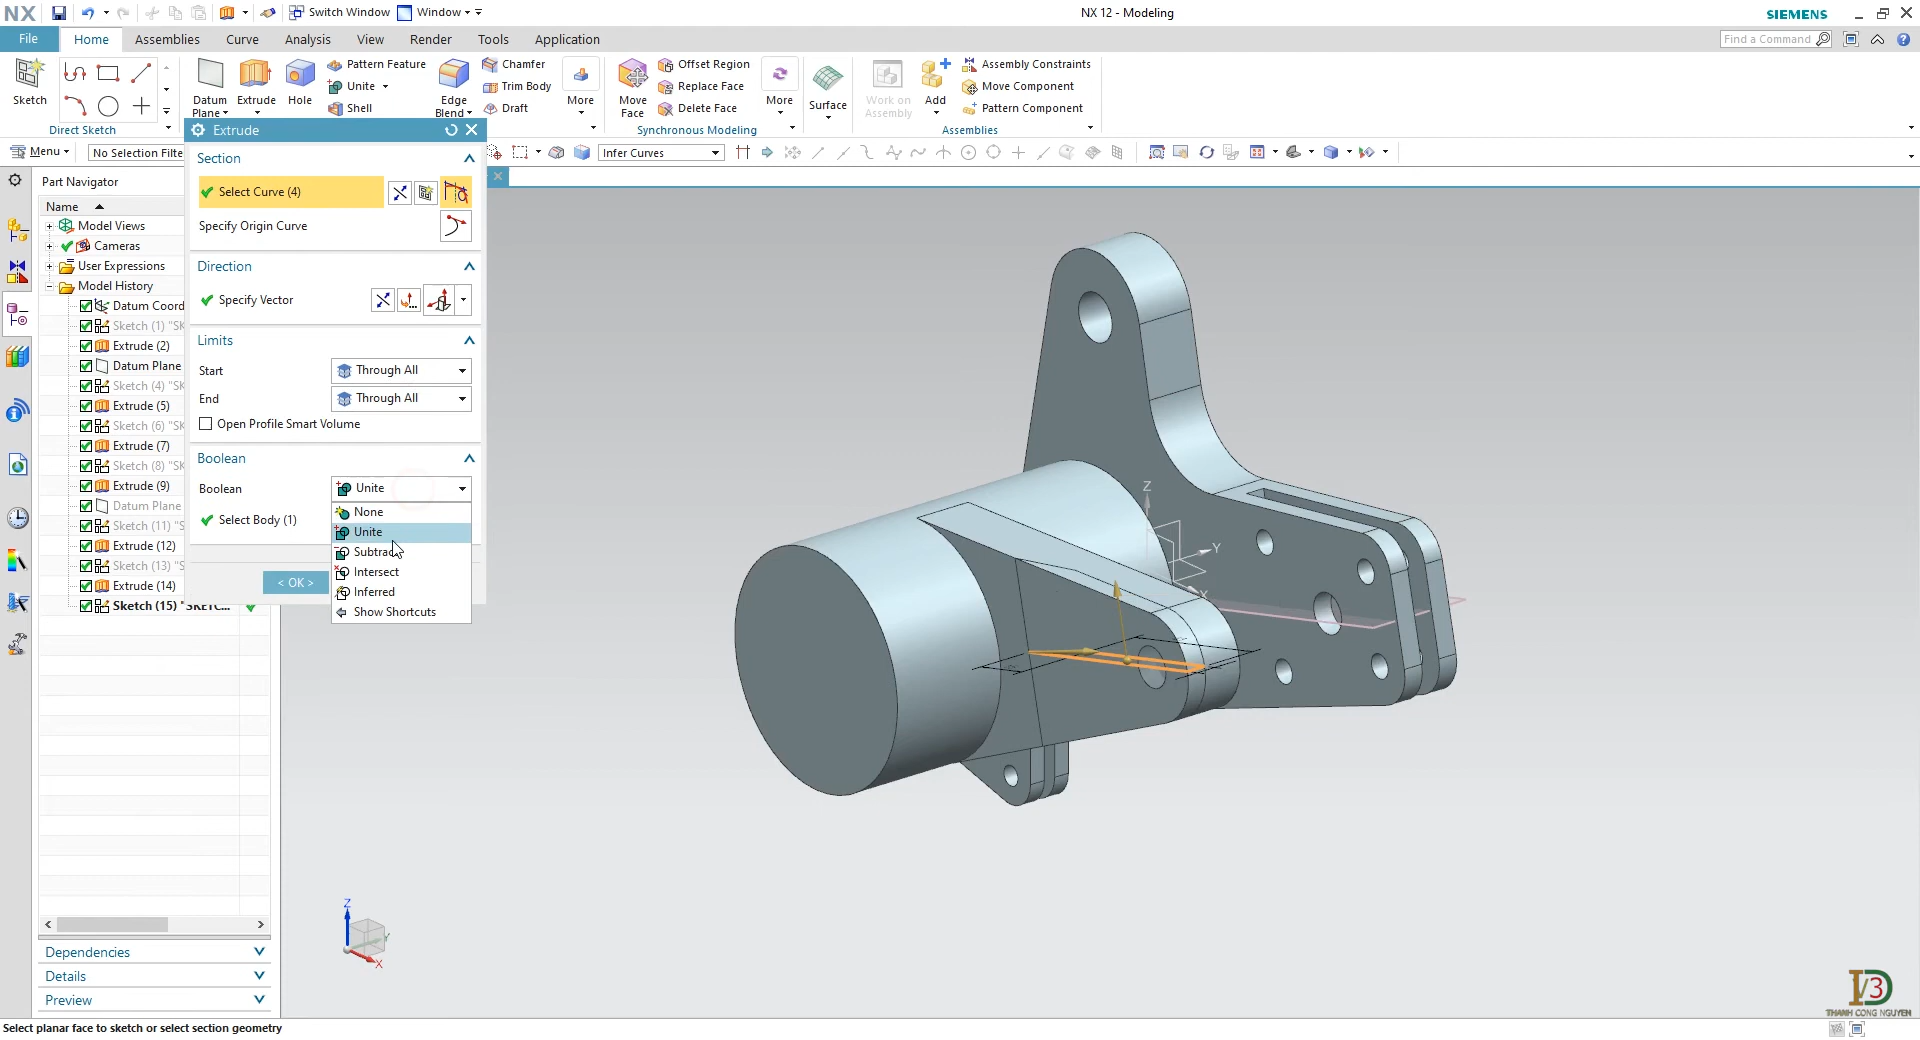 NX
Switch Window
Window
NX 12 - Modeling
SIEMENS
File
Home
Assemblies
Curve
Analysis
View
Render
Tools
Application
Find a Command
Sketch
Direct Sketch
Datum
Plane
Extrude
Hole
Pattern Feature
Unite
Shell
Edge
Blend
Chamfer
Trim Body
Draft
More
Move
Face
Offset Region
Replace Face
Delete Face
More
Synchronous Modeling
Surface
Work on
Assembly
Add
Assembly Constraints
Move Component
Pattern Component
Assemblies
Menu
No Selection Filte
Infer Curves
Extrude
Section
Select Curve (4)
Specify Origin Curve
Direction
Specify Vector
Limits
Start
Through All
End
Through All
Open Profile Smart Volume
Boolean
Boolean
Unite
Select Body (1)
None
Unite
Subtrac
Intersect
Inferred
Show Shortcuts
< OK >
Part Navigator
Name
Model Views
Cameras
User Expressions
Model History
Datum Coord
Sketch (1) "SK
Extrude (2)
Datum Plane
Sketch (4) "SK
Extrude (5)
Sketch (6) "SK
Extrude (7)
Sketch (8) "SK
Extrude (9)
Datum Plane
Sketch (11) "S
Extrude (12)
Sketch (13) "S
Extrude (14)
Sketch (15) "SKETC...
Dependencies
Details
Preview
Z
Y
X
Z
Y
X
Select planar face to sketch or select section geometry
THANH CONG NGUYEN